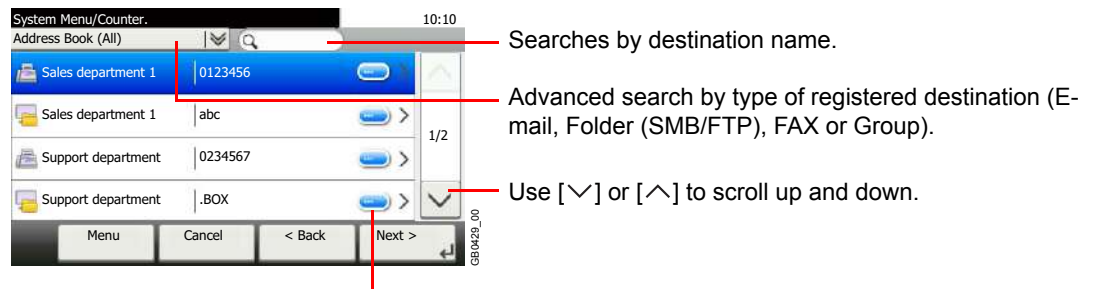 System Menu/Counter.
10:10
Address Book (All)
Searches by destination name.
Sales department 1 0123456
Sales department 1 abc
Advanced search by type of registered destination (E-
mail, Folder (SMB/FTP), FAX or Group).
1/2
Support department 0234567
Support department .BOX
Use [﹀] or [︿] to scroll up and down.
Menu Cancel < Back Next >
GB0429_00